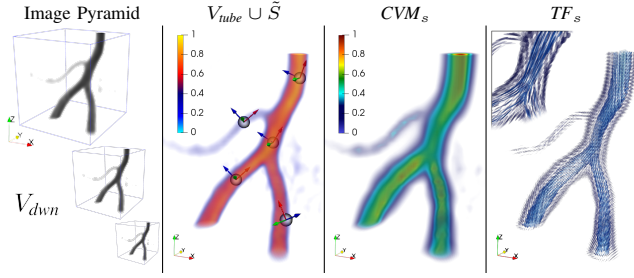 Image Pyramid
V_dwn
Z
Y
X
Z
Y
X
V_tube ∪ S̃
1
0.8
0.6
0.4
0.2
0
Z
Y
X
CVM_s
1
0.8
0.6
0.4
0.2
0
Z
Y
X
TF_s
Z
Y
X